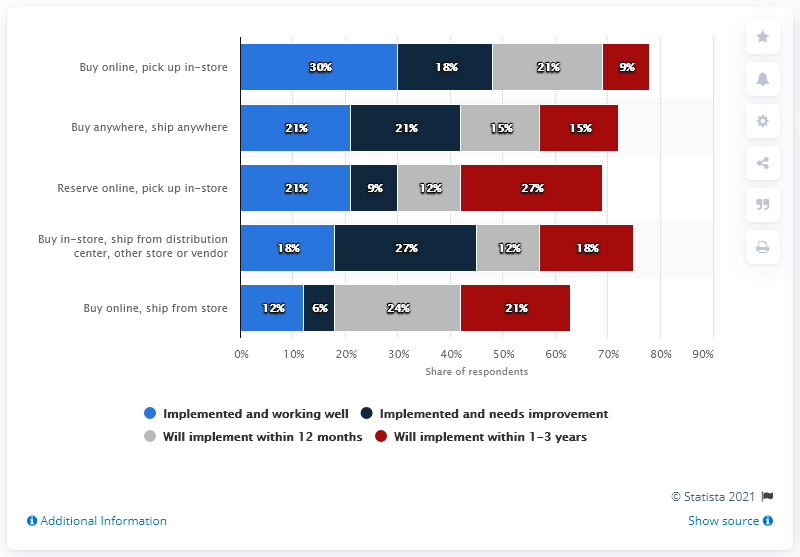 Buy online, pick up in-store
30% 18% 21% 9%
Buy anywhere, ship anywhere
21% 21% 15% 15%
Reserve online, pick up in-store
21% 9% 12% 27%
Buy in-store, ship from distribution
center, other store or vendor
18% 27% 12% 18%
Buy online, ship from store
12% 6% 24% 21%
0% 10% 20% 30% 40% 50% 60% 70% 80% 90%
Share of respondents
Implemented and working well Implemented and needs improvement
Will implement within 12 months Will implement within 1-3 years
© Statista 2021
Additional Information Show source